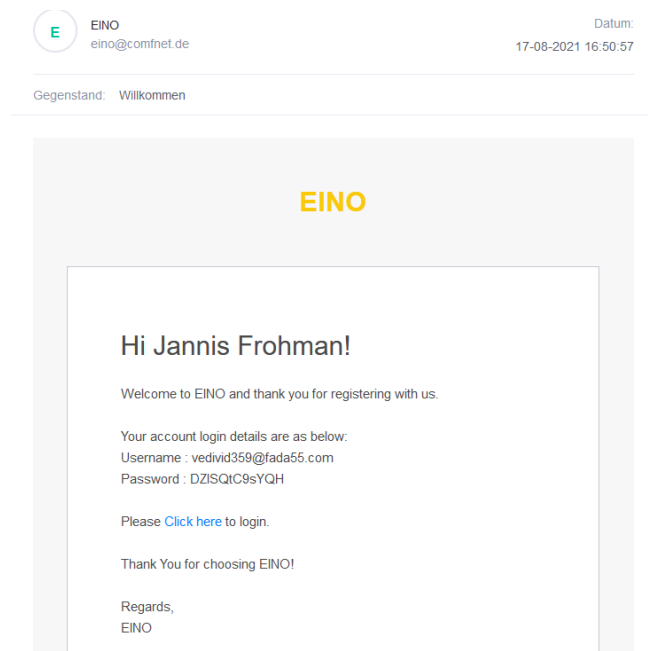 E
EINO
eino@comfnet.de
Datum:
17-08-2021 16:50:57
Gegenstand: Willkommen
EINO
Hi Jannis Frohman!
Welcome to EINO and thank you for registering with us.
Your account login details are as below:
Username : vedivid359@fada55.com
Password : DZlSQtC9sYQH
Please Click here to login.
Thank You for choosing EINO!
Regards,
EINO